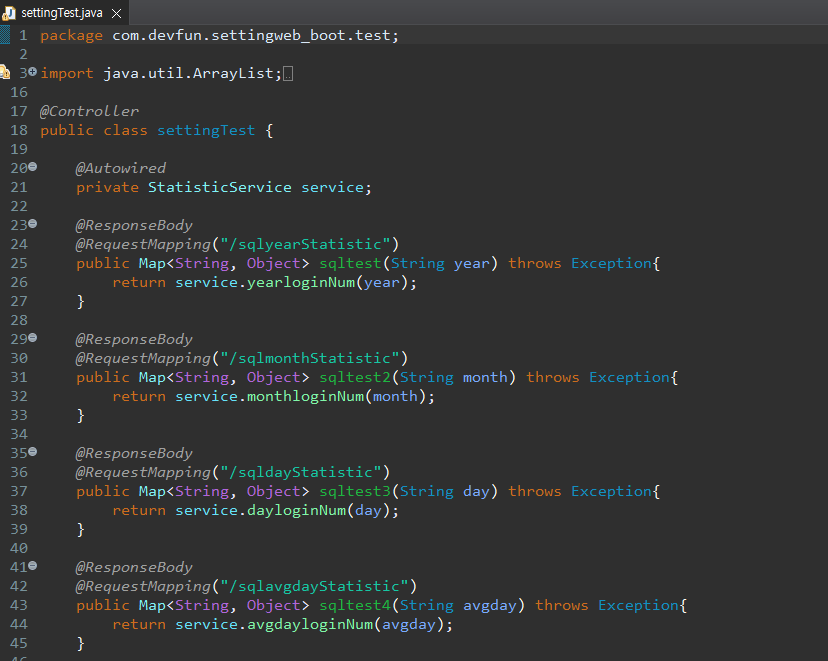 settingTest.java
1 package com.devfun.settingweb_boot.test;
2
3 import java.util.ArrayList;
16
17 @Controller
18 public class settingTest {
19
20 @Autowired
21 private StatisticService service;
22
23 @ResponseBody
24 @RequestMapping("/sqlyearStatistic")
25 public Map<String, Object> sqltest(String year) throws Exception{
26 return service.yearloginNum(year);
27 }
28
29 @ResponseBody
30 @RequestMapping("/sqlmonthStatistic")
31 public Map<String, Object> sqltest2(String month) throws Exception{
32 return service.monthloginNum(month);
33 }
34
35 @ResponseBody
36 @RequestMapping("/sqldayStatistic")
37 public Map<String, Object> sqltest3(String day) throws Exception{
38 return service.dayloginNum(day);
39 }
40
41 @ResponseBody
42 @RequestMapping("/sqlavgdayStatistic")
43 public Map<String, Object> sqltest4(String avgday) throws Exception{
44 return service.avgdayloginNum(avgday);
45 }